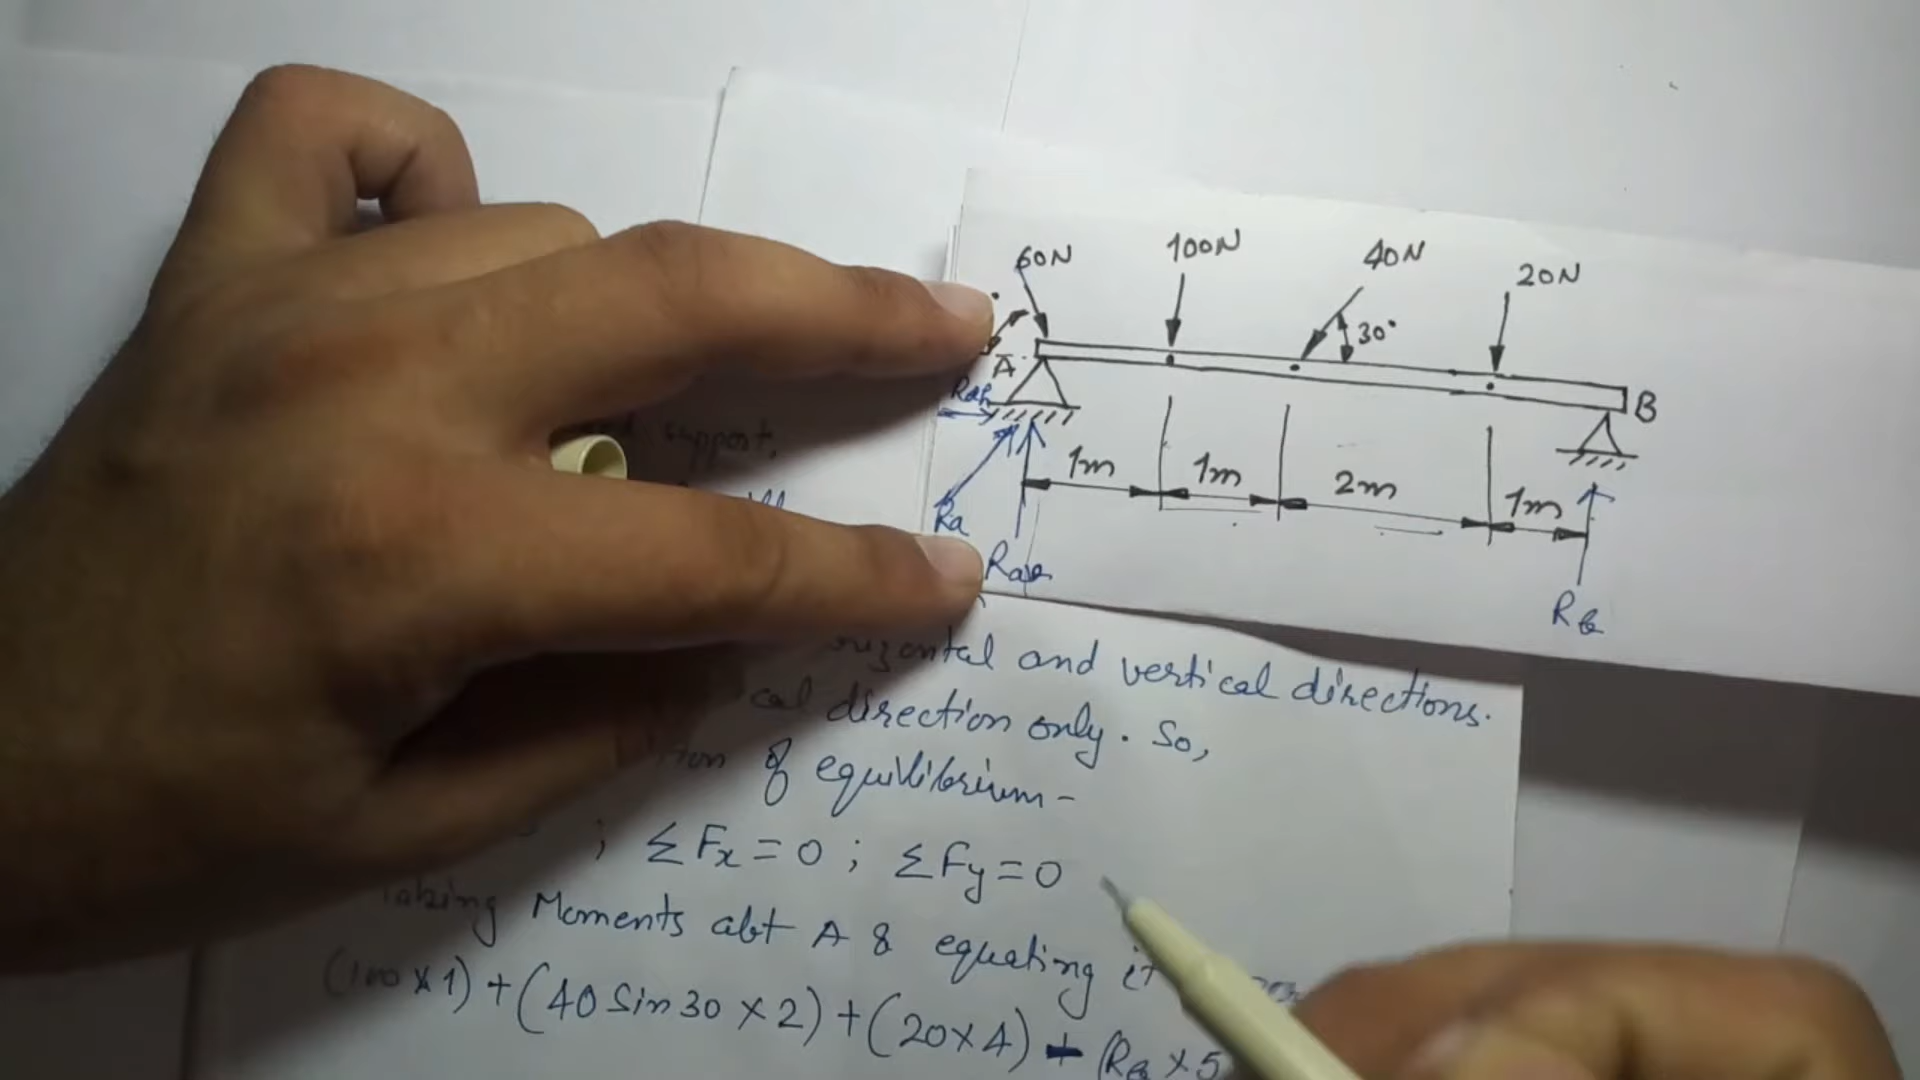 60N 100N 40N 20N
30°
A B
Rah
1m 1m 2m 1m
Ra
Rav
RB
support,
horizontal and vertical directions.
direction only. So,
of equilibrium-
; ΣFx=0; ΣFy=0
Taking Moments abt A & equating it
(100×1)+(40 Sin 30 ×2)+(20×4) - (RB×5